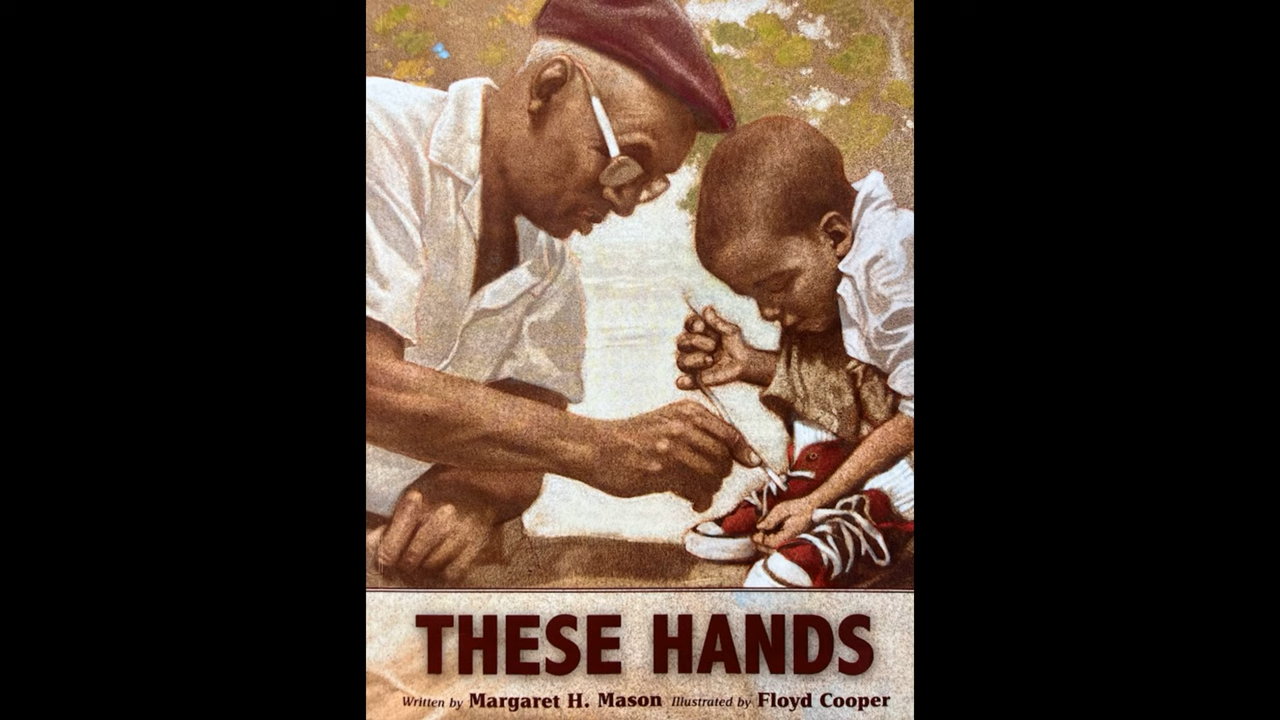 THESE HANDS
Written by Margaret H. Mason Illustrated by Floyd Cooper